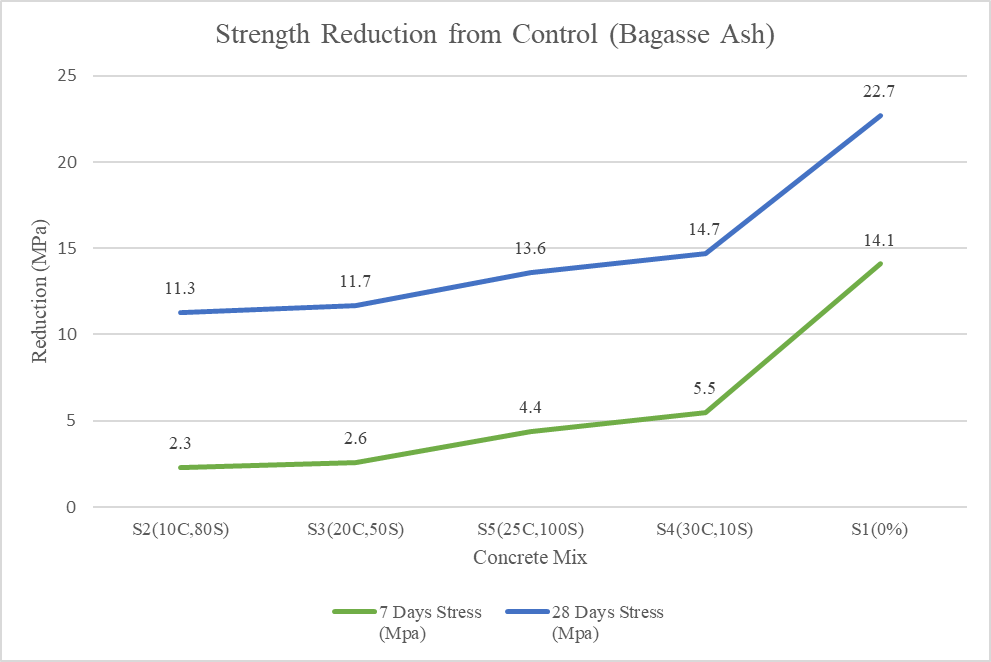 Strength Reduction from Control (Bagasse Ash)
25
20
15
10
5
0
Reduction (MPa)
22.7
14.7
14.1
13.6
11.3
11.7
5.5
4.4
2.3
2.6
S2(10C,80S)
S3(20C,50S)
S5(25C,100S)
S4(30C,10S)
S1(0%)
Concrete Mix
7 Days Stress
(Mpa)
28 Days Stress
(Mpa)